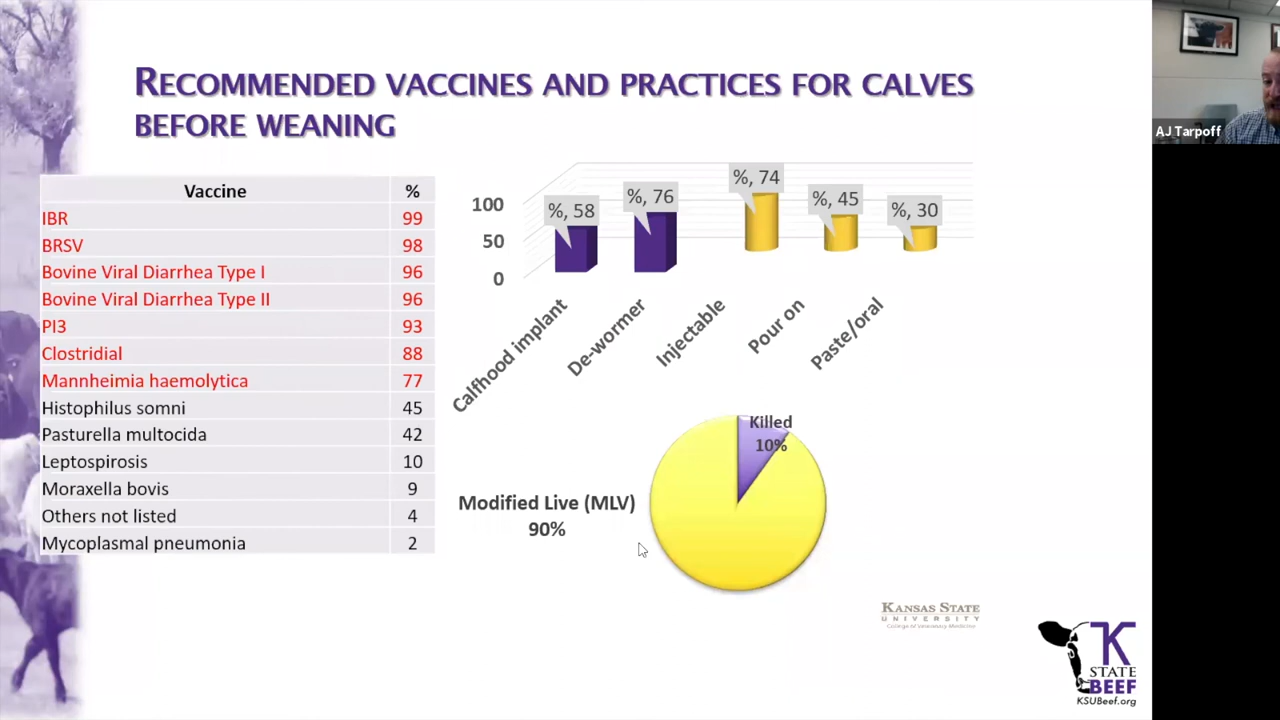 RECOMMENDED VACCINES AND PRACTICES FOR CALVES
BEFORE WEANING
AJ Tarpoff
Vaccine %
IBR 99
BRSV 98
Bovine Viral Diarrhea Type I 96
Bovine Viral Diarrhea Type II 96
PI3 93
Clostridial 88
Mannheimia haemolytica 77
Histophilus somni 45
Pasturella multocida 42
Leptospirosis 10
Moraxella bovis 9
Others not listed 4
Mycoplasmal pneumonia 2
100
50
0
%, 58
%, 76
%, 74
%, 45
%, 30
Calfhood implant
De-wormer
Injectable
Pour on
Paste/oral
Killed
10%
Modified Live (MLV)
90%
KANSAS STATE
UNIVERSITY
College of Veterinary Medicine
K
STATE
BEEF
KSUBeef.org